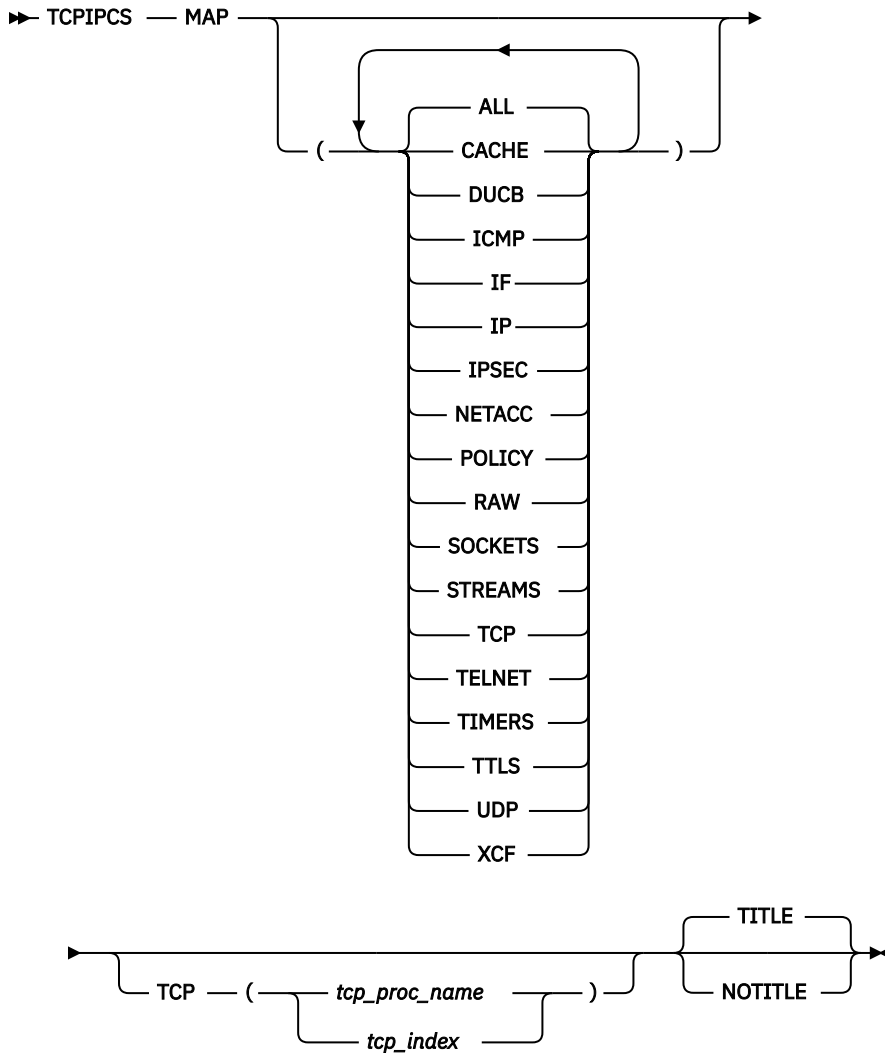 TCPIPCS MAP
ALL
( CACHE )
DUCB
ICMP
IF
IP
IPSEC
NETACC
POLICY
RAW
SOCKETS
STREAMS
TCP
TELNET
TIMERS
TTLS
UDP
XCF
TITLE
TCP ( tcp_proc_name ) NOTITLE
tcp_index